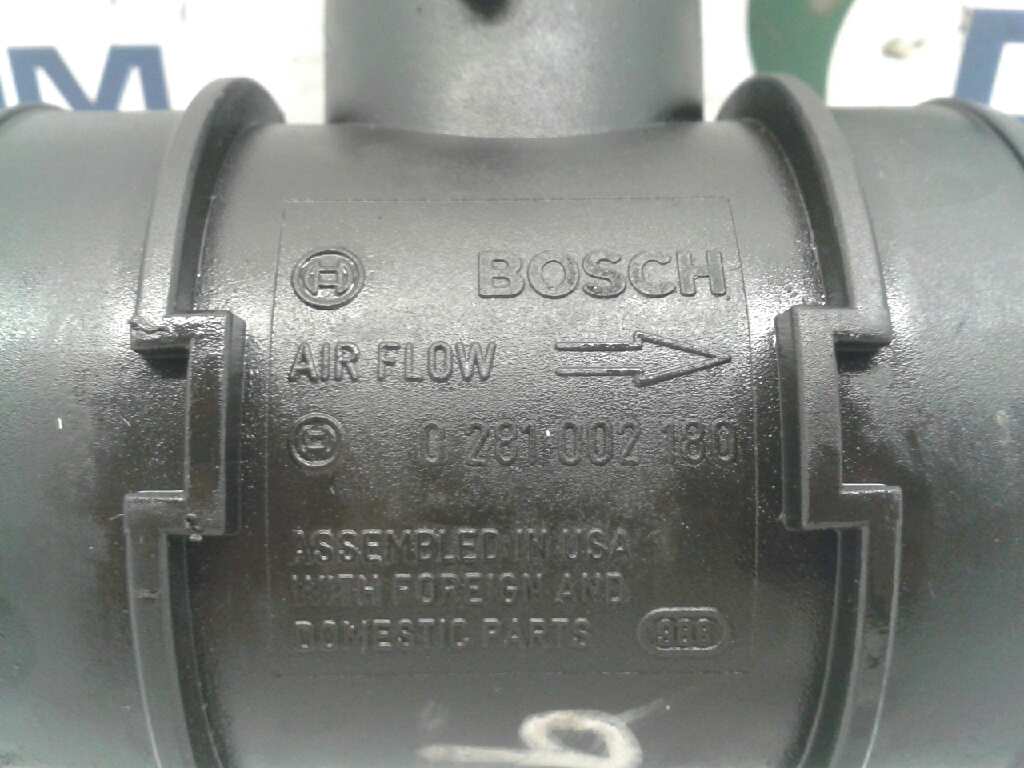 BOSCH
AIR FLOW
0 281 002 180
ASSEMBLED IN USA
WITH FOREIGN AND
DOMESTIC PARTS